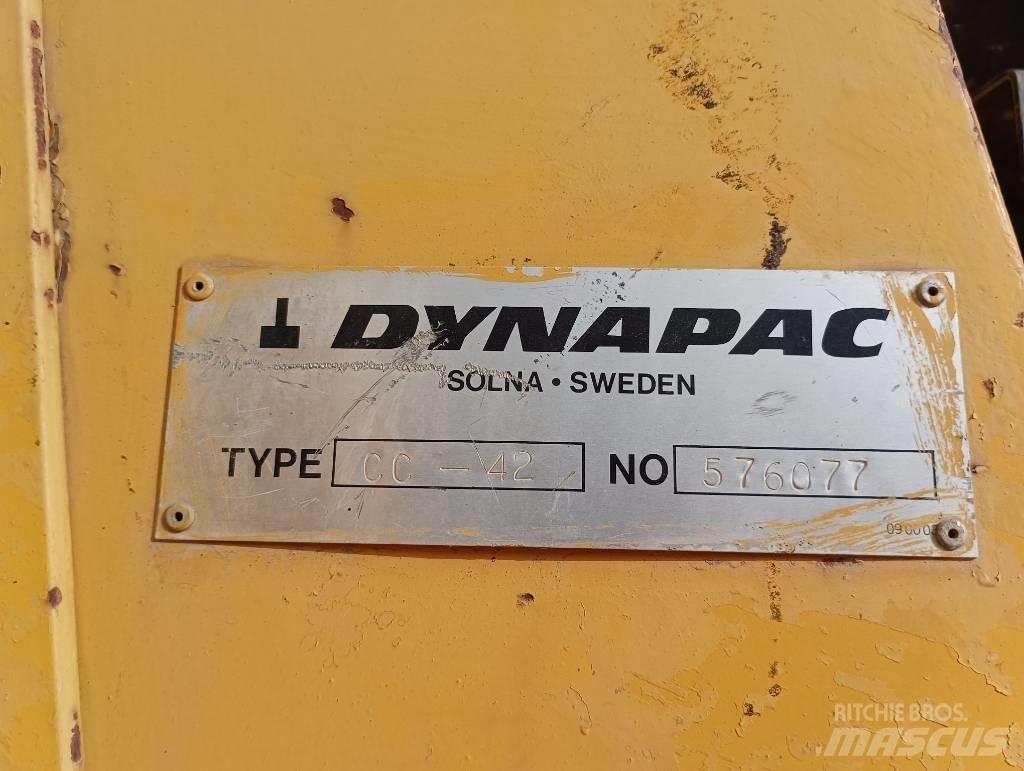 DYNAPAC
SOLNA • SWEDEN
TYPE CC - 42 NO 576077
RITCHIE BROS.
MASCUS